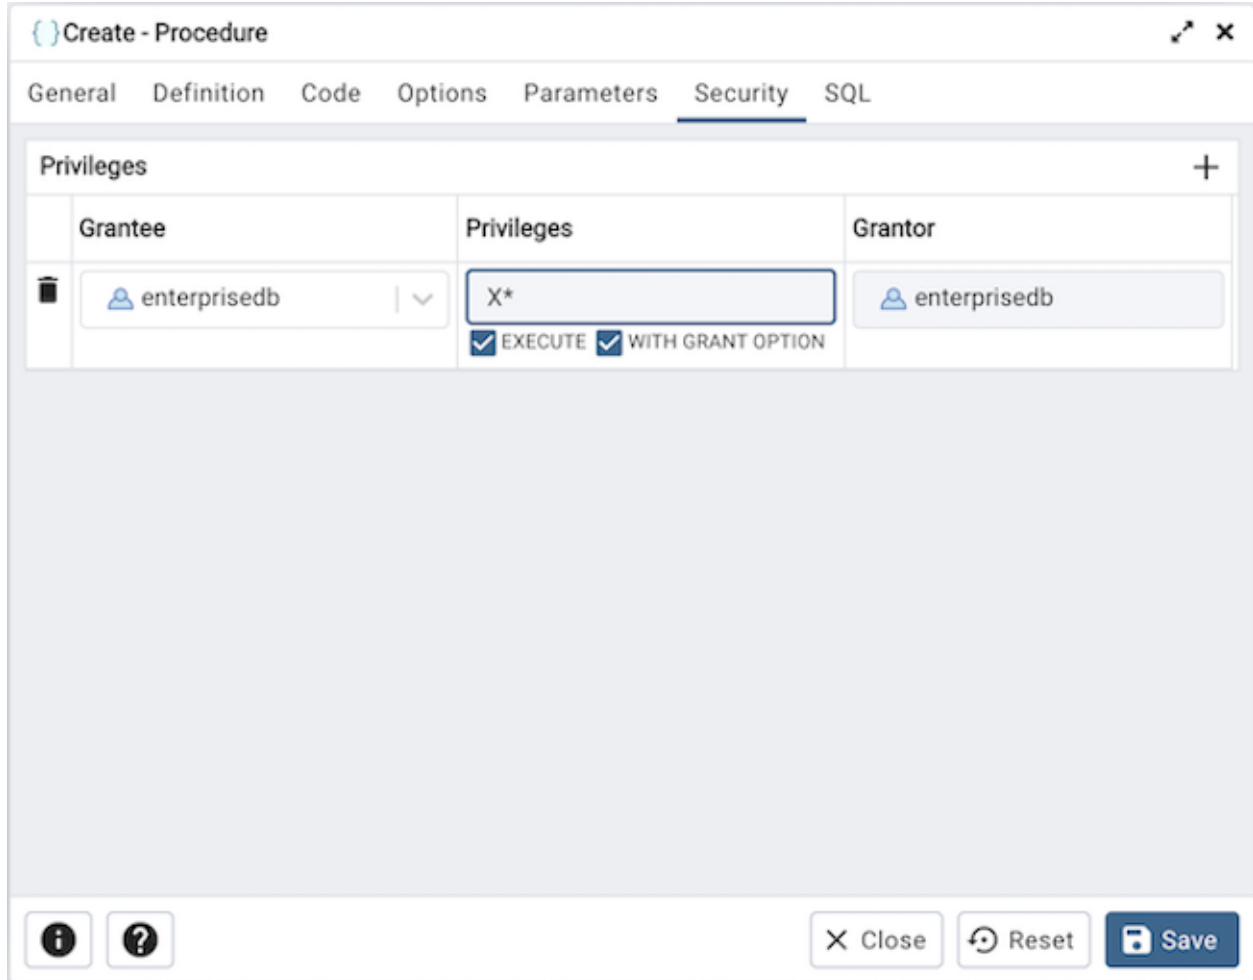 { } Create - Procedure
General Definition Code Options Parameters Security SQL
Privileges
Grantee Privileges Grantor
enterprisedb X* enterprisedb
EXECUTE WITH GRANT OPTION
Close Reset Save